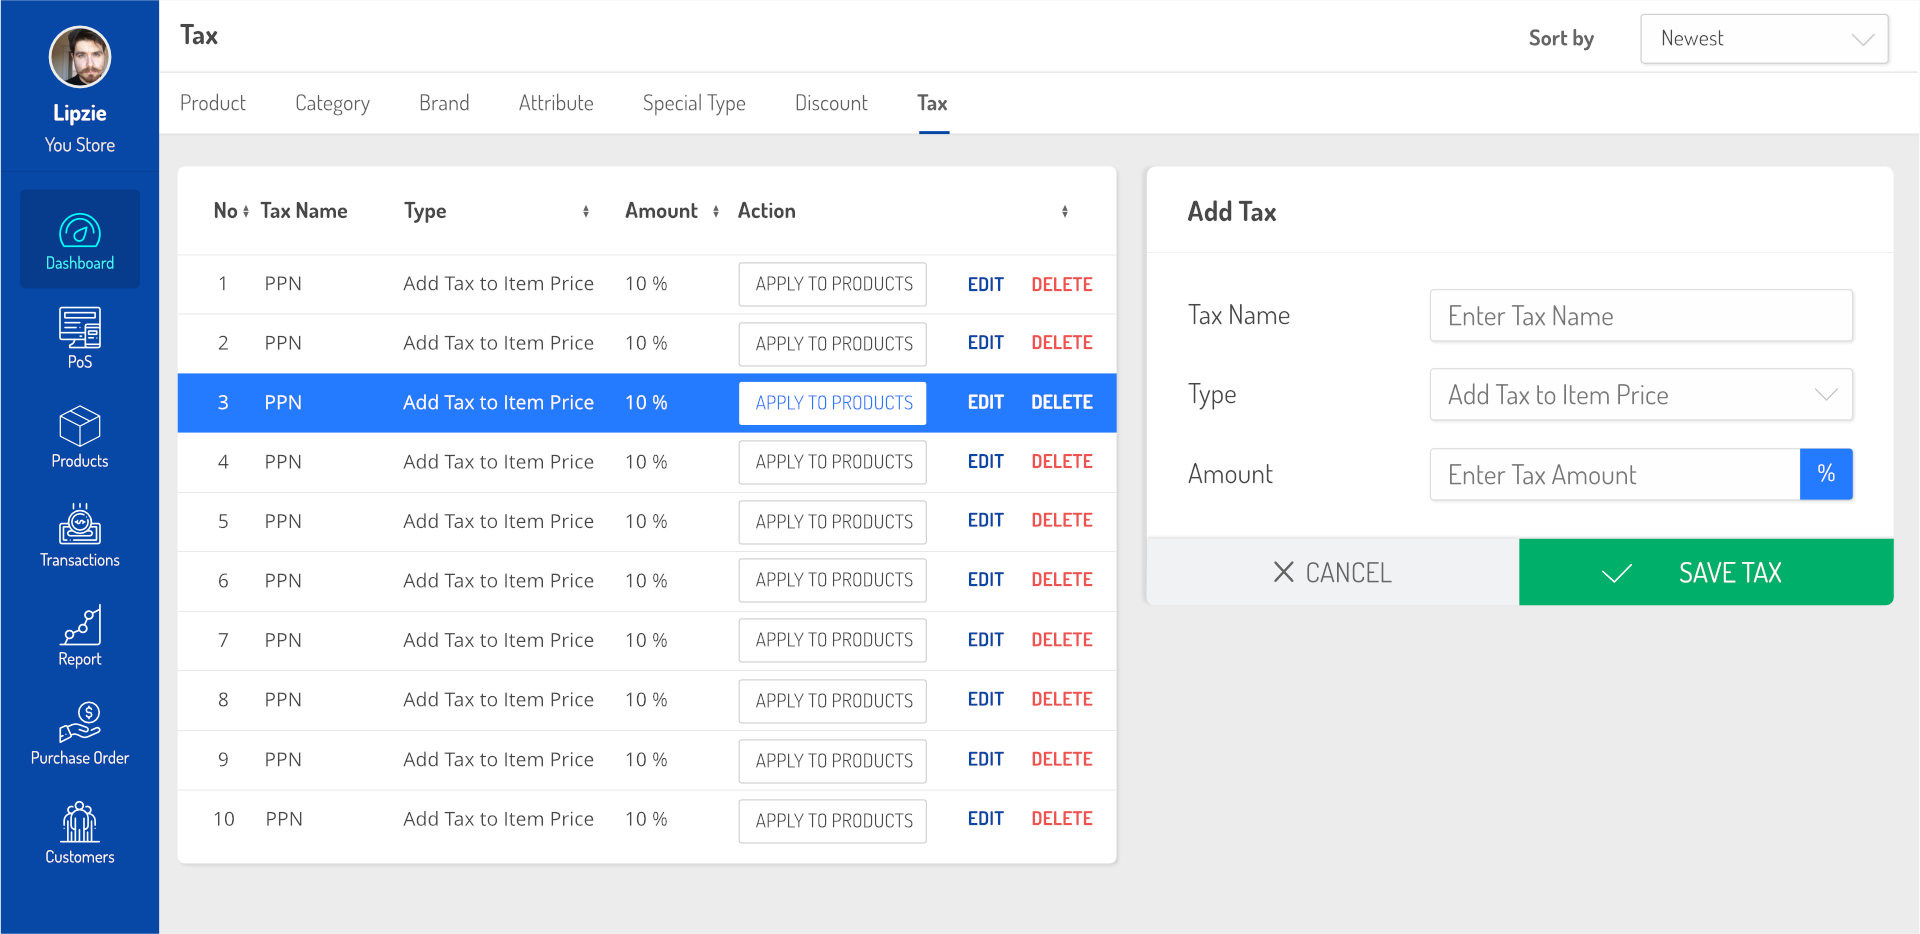 Lipzie
You Store
Dashboard
PoS
Products
Transactions
Report
Purchase Order
Customers
Tax
Sort by Newest
Product Category Brand Attribute Special Type Discount Tax
No Tax Name Type Amount Action
1 PPN Add Tax to Item Price 10 % APPLY TO PRODUCTS EDIT DELETE
2 PPN Add Tax to Item Price 10 % APPLY TO PRODUCTS EDIT DELETE
3 PPN Add Tax to Item Price 10 % APPLY TO PRODUCTS EDIT DELETE
4 PPN Add Tax to Item Price 10 % APPLY TO PRODUCTS EDIT DELETE
5 PPN Add Tax to Item Price 10 % APPLY TO PRODUCTS EDIT DELETE
6 PPN Add Tax to Item Price 10 % APPLY TO PRODUCTS EDIT DELETE
7 PPN Add Tax to Item Price 10 % APPLY TO PRODUCTS EDIT DELETE
8 PPN Add Tax to Item Price 10 % APPLY TO PRODUCTS EDIT DELETE
9 PPN Add Tax to Item Price 10 % APPLY TO PRODUCTS EDIT DELETE
10 PPN Add Tax to Item Price 10 % APPLY TO PRODUCTS EDIT DELETE
Add Tax
Tax Name Enter Tax Name
Type Add Tax to Item Price
Amount Enter Tax Amount %
CANCEL SAVE TAX